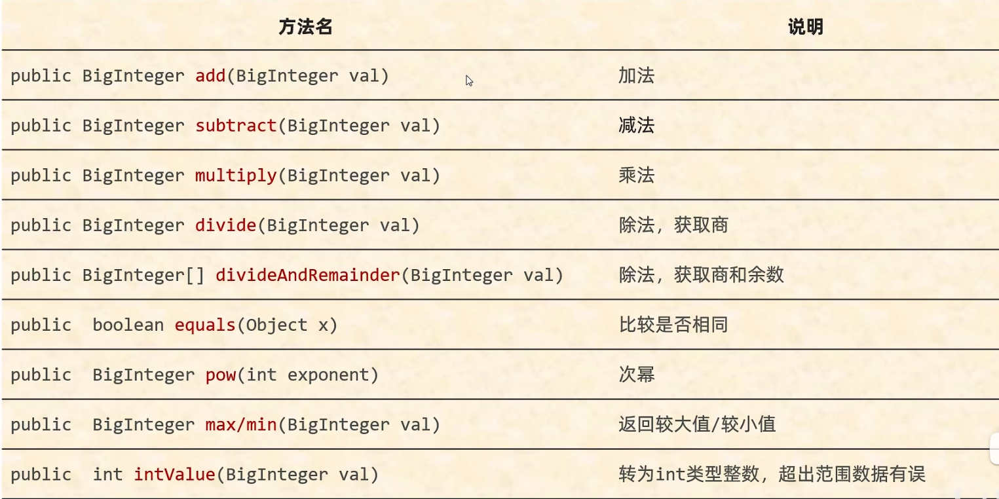 方法名 说明
public BigInteger add(BigInteger val) 加法
public BigInteger subtract(BigInteger val) 减法
public BigInteger multiply(BigInteger val) 乘法
public BigInteger divide(BigInteger val) 除法，获取商
public BigInteger[] divideAndRemainder(BigInteger val) 除法，获取商和余数
public  boolean equals(Object x) 比较是否相同
public  BigInteger pow(int exponent) 次幂
public  BigInteger max/min(BigInteger val) 返回较大值/较小值
public  int intValue(BigInteger val) 转为int类型整数，超出范围数据有误